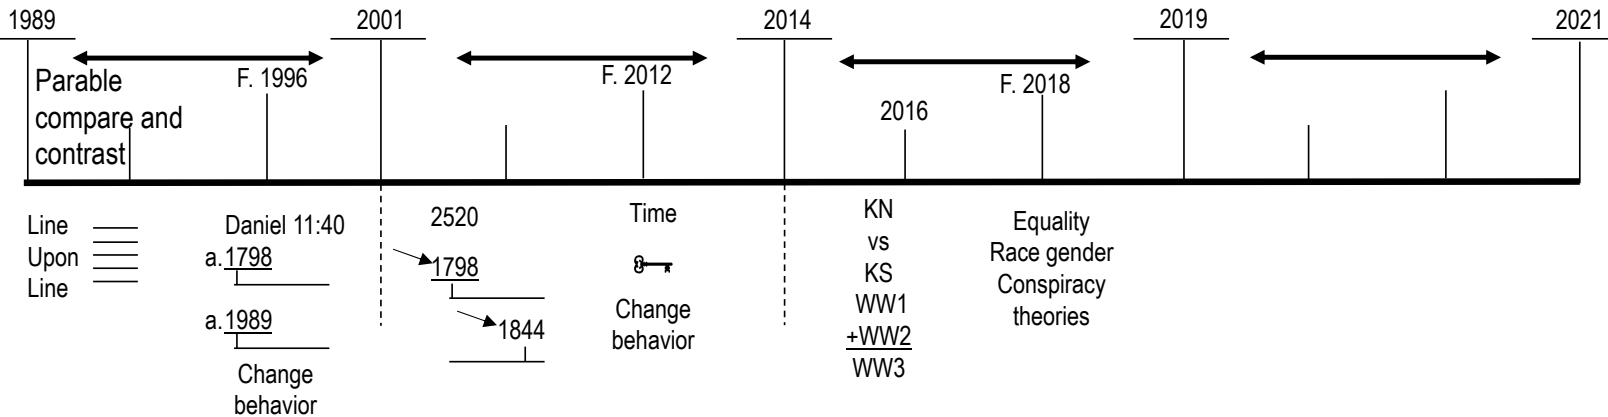 1989
2001
2014
2019
2021
Parable
compare and
contrast
F. 1996
F. 2012
2016
F. 2018
Line
Upon
Line
Daniel 11:40
a. 1798
a. 1989
Change
behavior
2520
1798
1844
Time
Change
behavior
KN
vs
KS
WW1
+WW2
WW3
Equality
Race gender
Conspiracy
theories